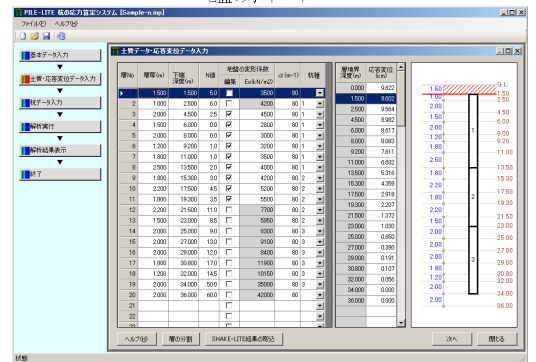 PILE-LITE 杭の応力算定システム [Sample-n.inp]
ファイル(F) ヘルプ(H)
基本データ入力
▼
土質・応答変位データ入力
▼
杭データ入力
▼
解析実行
▼
解析結果表示
▼
終了
土質データ・応答変位データ入力
層No 層厚(m) 下端深度(m) N値 地盤の変形係数 編集 Eo(kN/m2) α(m-1) 杭種
1 1.500 1.500 5.0 3500 80
2 1.000 2.500 6.0 4200 80 1
3 2.000 4.500 2.5 4500 80 1
4 1.500 6.000 0.0 2800 80 1
5 2.000 8.000 0.0 3000 80 1
6 1.200 9.200 1.0 3200 80 1
7 1.800 11.000 1.0 3500 80 1
8 2.500 13.500 2.0 4000 80 1
9 1.800 15.300 3.0 4200 80 2
10 2.200 17.500 4.5 5200 80 2
11 1.800 19.300 3.5 5500 80 2
12 2.200 21.500 11.0 7700 80 2
13 1.500 23.000 8.5 5950 80 2
14 2.000 25.000 9.0 6300 80 3
15 2.000 27.000 13.0 9100 80 3
16 2.000 29.000 12.0 8400 80 3
17 1.800 30.800 17.0 11900 80 3
18 1.200 32.000 14.5 10150 80 3
19 2.000 34.000 50.0 35000 80 3
20 2.000 36.000 60.0 42000 80
21
22
層境界深度(m) 応答変位(cm)
0.000 9.622
1.500 9.602
2.500 9.564
4.500 8.982
6.000 8.617
8.000 8.083
9.200 7.611
11.000 6.682
13.500 5.316
15.300 4.359
17.500 2.918
19.300 2.207
21.500 1.372
23.000 1.030
25.000 0.650
27.000 0.390
29.000 0.191
30.800 0.107
32.000 0.056
34.000 0.000
36.000 0.000
G.L.
1.50 1.50
1.00 2.50
2.00 4.50
1.50 6.00
2.00 8.00
1.20 9.20
1.80 11.00
2.50 13.50
1.80 15.30
2.20 17.50
1.80 19.30
2.20 21.50
1.50 23.00
2.00 25.00
2.00 27.00
2.00 29.00
1.80 30.80
1.20 32.00
2.00 34.00
2.00 36.00
1
2
3
ヘルプ(H) 層の分割 SHAKE-LITE結果の取込 次へ 閉じる
状態